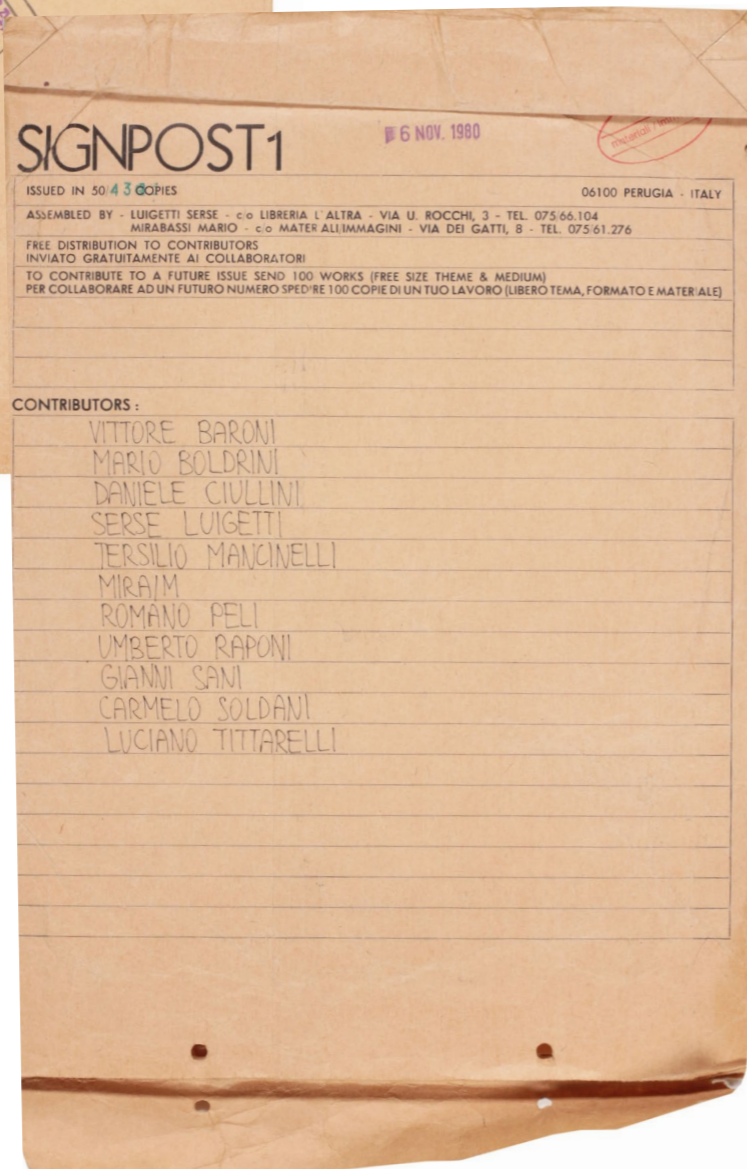 SIGNPOST1
6 NOV. 1980
ISSUED IN 50 COPIES
06100 PERUGIA - ITALY
ASSEMBLED BY - LUIGETTI SERSE - c/o LIBRERIA L'ALTRA - VIA U. ROCCHI, 3 - TEL. 075/66.104
MIRABASSI MARIO - c/o MATERIALI/IMMAGINI - VIA DEI GATTI, 8 - TEL. 075/61.276
FREE DISTRIBUTION TO CONTRIBUTORS
INVIATO GRATUITAMENTE AI COLLABORATORI
TO CONTRIBUTE TO A FUTURE ISSUE SEND 100 WORKS (FREE SIZE THEME & MEDIUM)
PER COLLABORARE AD UN FUTURO NUMERO SPEDIRE 100 COPIE DI UN TUO LAVORO (LIBERO TEMA, FORMATO E MATERIALE)
CONTRIBUTORS :
VITTORE BARONI
MARIO BOLDRINI
DANIELE CIULLINI
SERSE LUIGETTI
TERSILIO MANCINELLI
MIRA/M
ROMANO PELI
UMBERTO RAPONI
GIANNI SANI
CARMELO SOLDANI
LUCIANO TITTARELLI